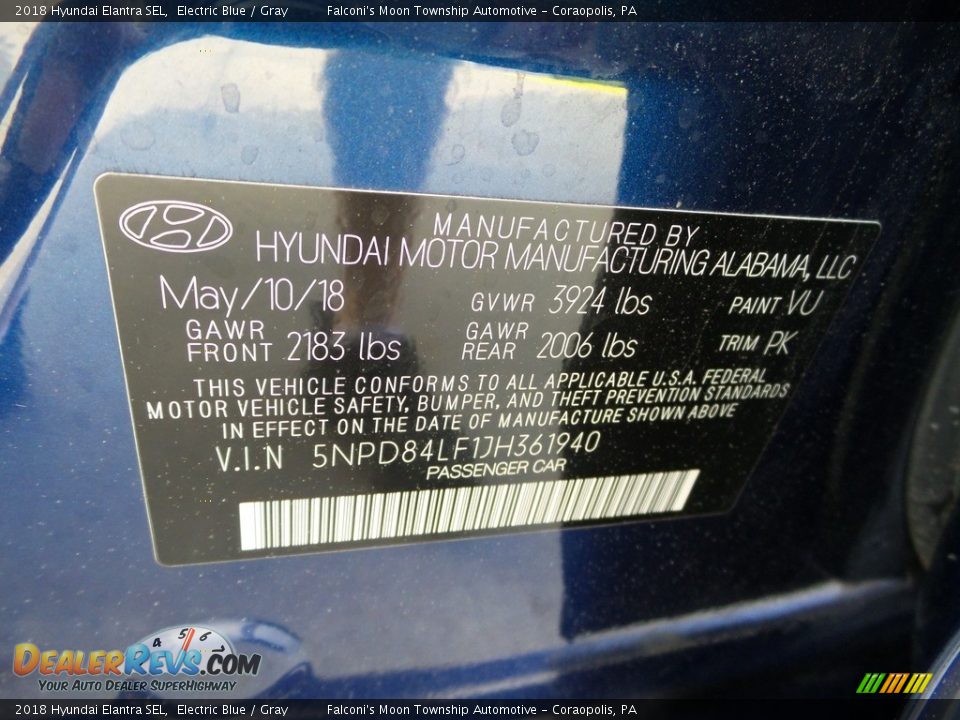 2018 Hyundai Elantra SEL, Electric Blue / Gray Falconi's Moon Township Automotive - Coraopolis, PA
MANUFACTURED BY
HYUNDAI MOTOR MANUFACTURING ALABAMA, LLC
May/10/18 GVWR 3924 lbs PAINT VU
GAWR FRONT 2183 lbs GAWR REAR 2006 lbs TRIM PK
THIS VEHICLE CONFORMS TO ALL APPLICABLE U.S.A. FEDERAL
MOTOR VEHICLE SAFETY, BUMPER, AND THEFT PREVENTION STANDARDS
IN EFFECT ON THE DATE OF MANUFACTURE SHOWN ABOVE
V.I.N 5NPD84LF1JH361940
PASSENGER CAR
4 5 6
DEALERREVS.COM
YOUR AUTO DEALER SUPERHIGHWAY
2018 Hyundai Elantra SEL, Electric Blue / Gray Falconi's Moon Township Automotive - Coraopolis, PA